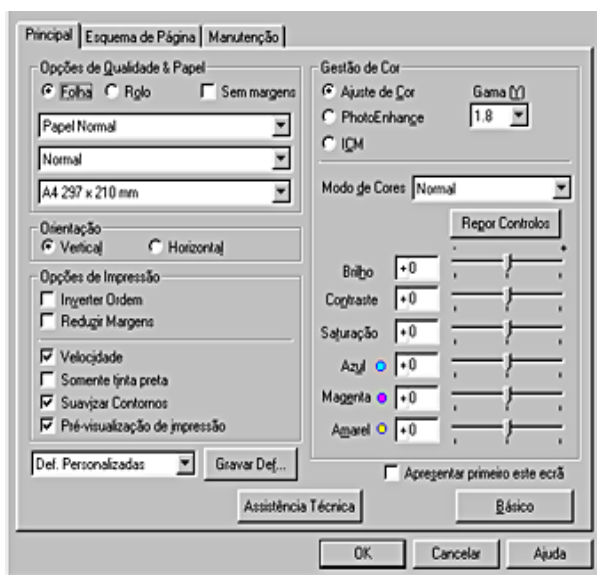 Principal Esquema de Página Manutenção
Opções de Qualidade & Papel
Folha Rolo Sem margens
Papel Normal
Normal
A4 297 x 210 mm
Orientação
Vertical Horizontal
Opções de Impressão
Inverter Ordem
Reduzir Margens
Velocidade
Somente tinta preta
Suavizar Contornos
Pré-visualização de impressão
Def. Personalizadas Gravar Def...
Gestão de Cor
Ajuste de Cor Gama (Y)
PhotoEnhance 1.8
ICM
Modo de Cores Normal
Repor Controlos
- +
Brilho +0
Contraste +0
Saturação +0
Azul +0
Magenta +0
Amarel +0
Apresentar primeiro este ecrã
Assistência Técnica Básico
OK Cancelar Ajuda